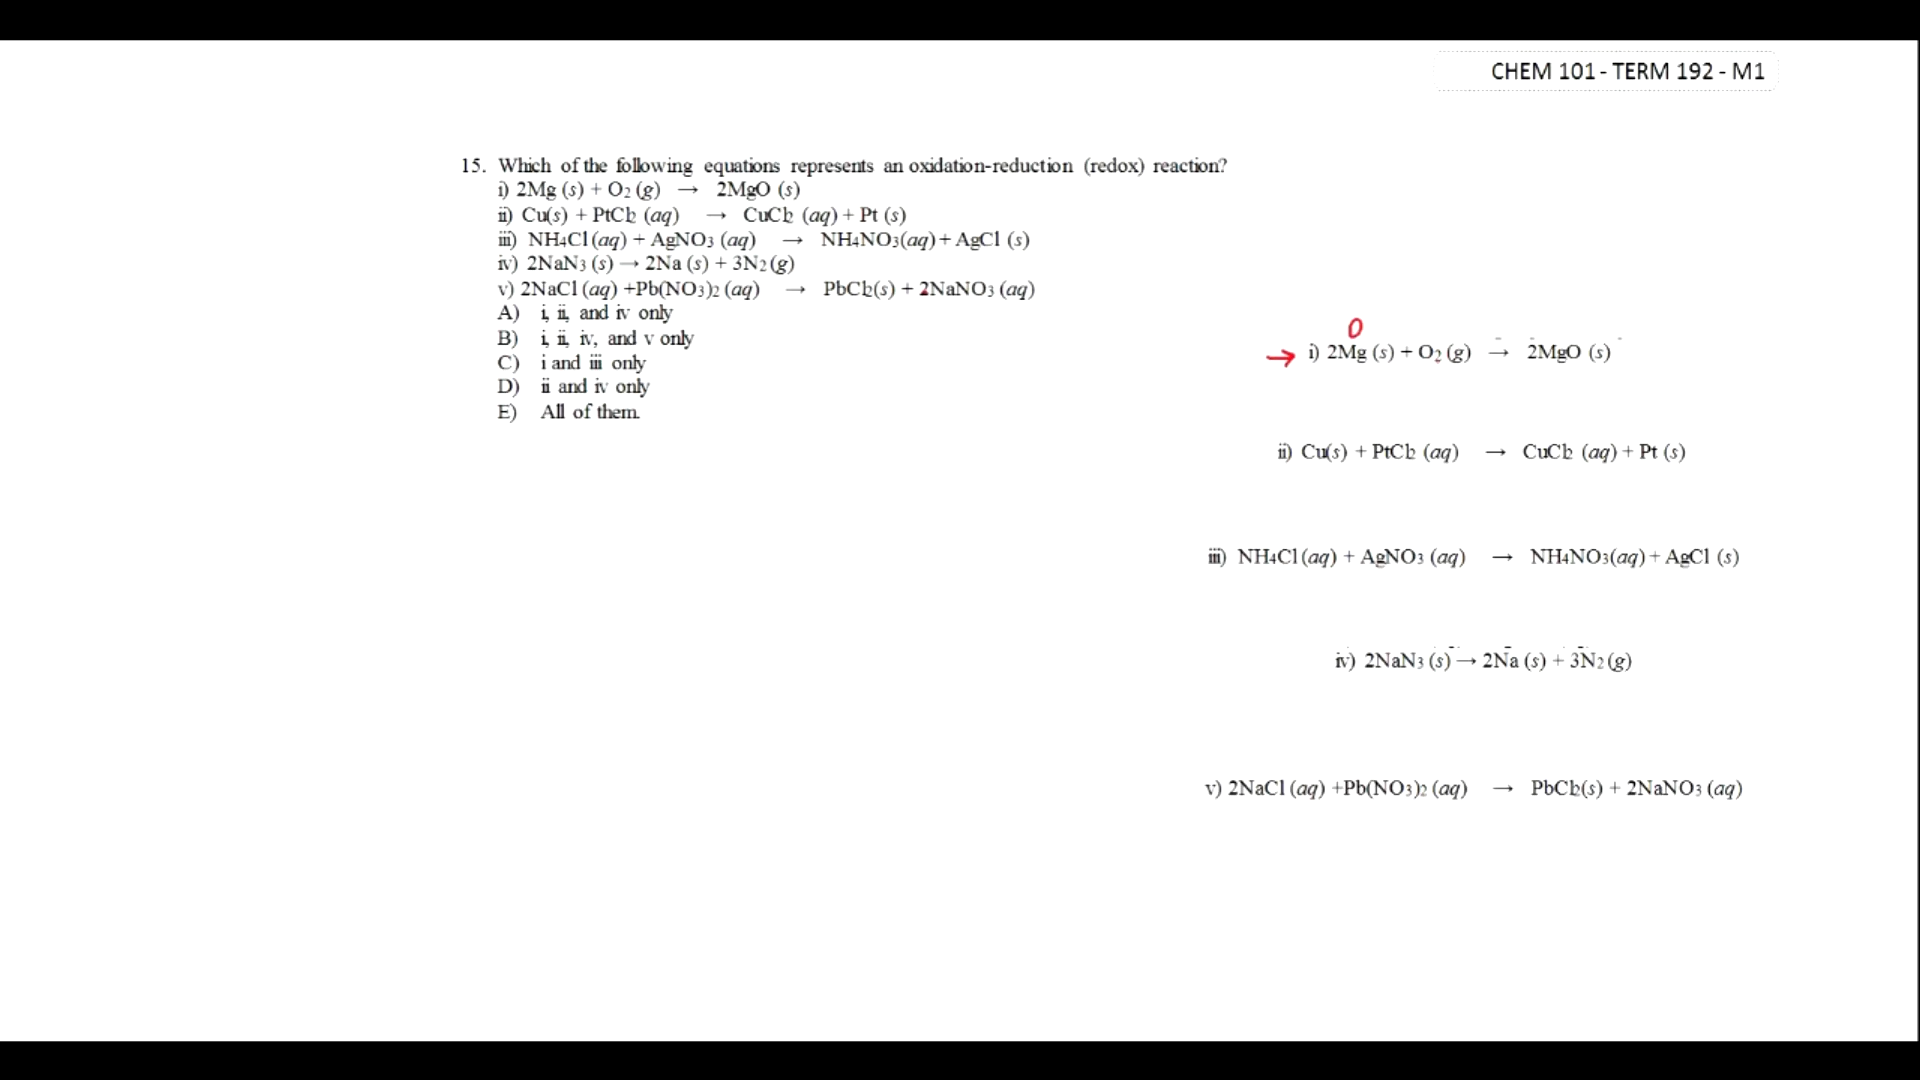 CHEM 101 - TERM 192 - M1
15. Which of the following equations represents an oxidation-reduction (redox) reaction?
i) 2Mg (s) + O2 (g) → 2MgO (s)
ii) Cu(s) + PtCl2 (aq) → CuCl2 (aq) + Pt (s)
iii) NH4Cl (aq) + AgNO3 (aq) → NH4NO3(aq) + AgCl (s)
iv) 2NaN3 (s) → 2Na (s) + 3N2 (g)
v) 2NaCl (aq) +Pb(NO3)2 (aq) → PbCl2(s) + 2NaNO3 (aq)
A) i, ii, and iv only
B) i, ii, iv, and v only
C) i and iii only
D) ii and iv only
E) All of them.
0
→ i) 2Mg (s) + O2 (g) → 2MgO (s)
ii) Cu(s) + PtCl2 (aq) → CuCl2 (aq) + Pt (s)
iii) NH4Cl (aq) + AgNO3 (aq) → NH4NO3(aq) + AgCl (s)
iv) 2NaN3 (s) → 2Na (s) + 3N2 (g)
v) 2NaCl (aq) +Pb(NO3)2 (aq) → PbCl2(s) + 2NaNO3 (aq)